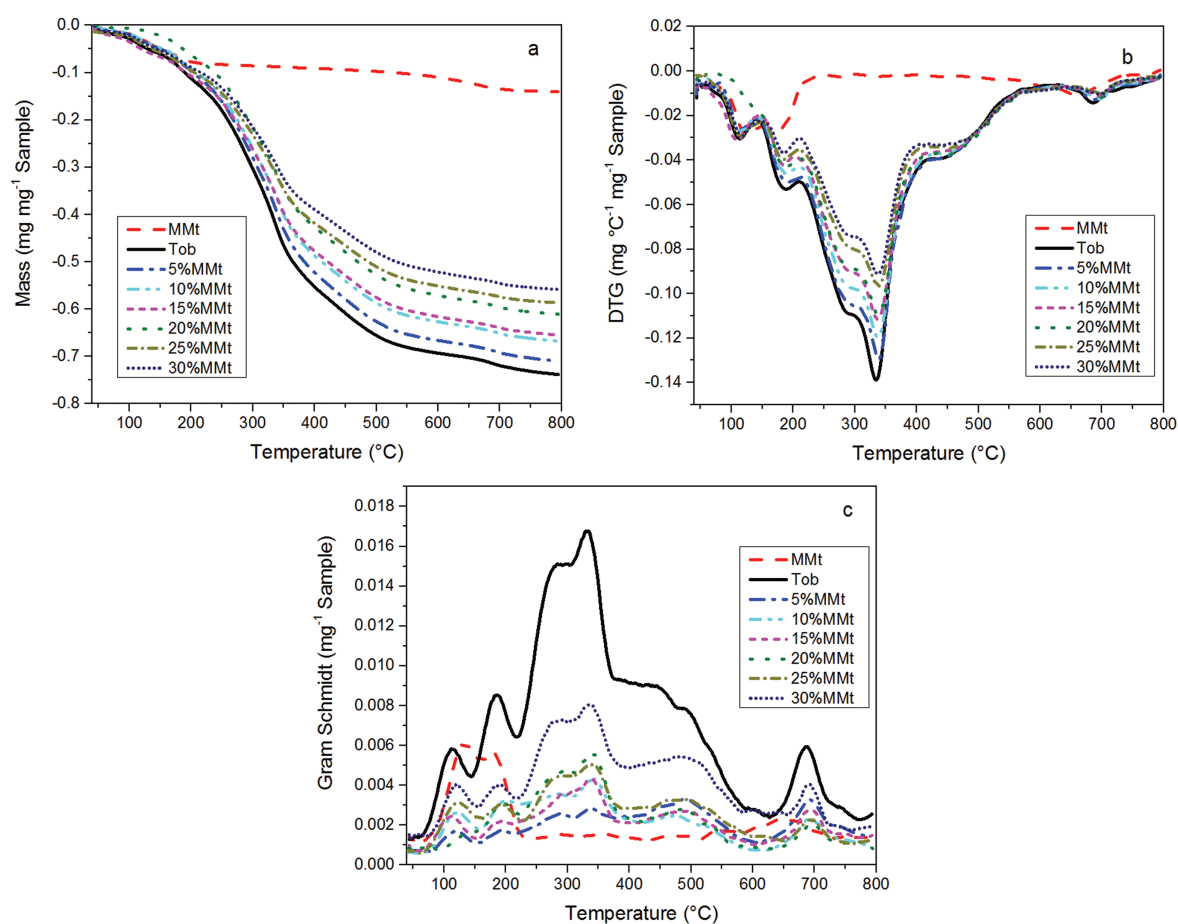 a
0.0
-0.1
-0.2
-0.3
-0.4
-0.5
-0.6
-0.7
-0.8
Mass (mg mg⁻¹ Sample)
MMt
Tob
5%MMt
10%MMt
15%MMt
20%MMt
25%MMt
30%MMt
100 200 300 400 500 600 700 800
Temperature (°C)
b
0.00
-0.02
-0.04
-0.06
-0.08
-0.10
-0.12
-0.14
DTG (mg °C⁻¹ mg⁻¹ Sample)
MMt
Tob
5%MMt
10%MMt
15%MMt
20%MMt
25%MMt
30%MMt
100 200 300 400 500 600 700 800
Temperature (°C)
c
0.018
0.016
0.014
0.012
0.010
0.008
0.006
0.004
0.002
0.000
Gram Schmidt (mg⁻¹ Sample)
MMt
Tob
5%MMt
10%MMt
15%MMt
20%MMt
25%MMt
30%MMt
100 200 300 400 500 600 700 800
Temperature (°C)